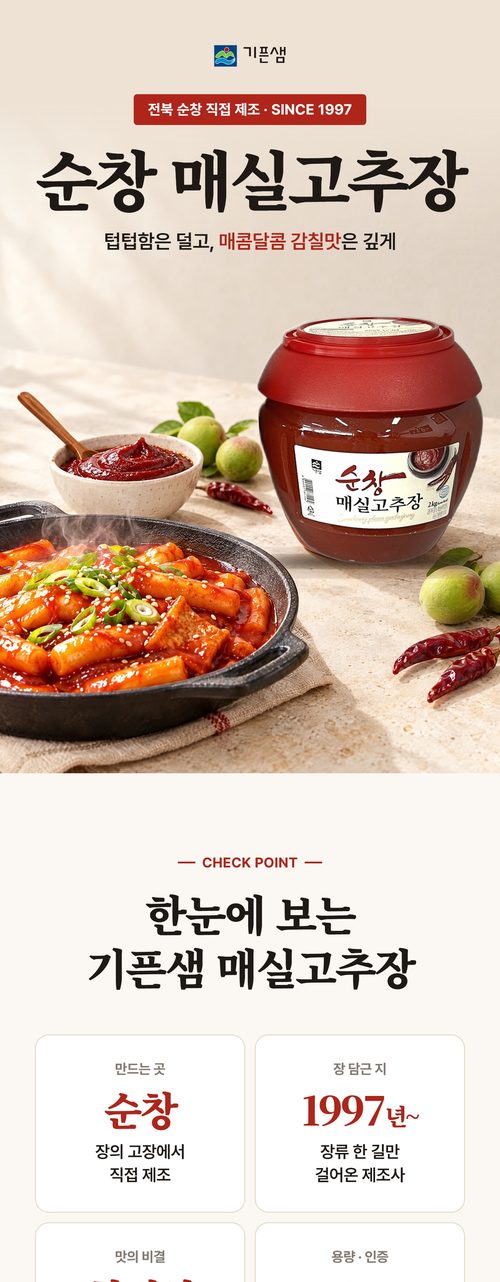 기픈샘
전북 순창 직접 제조 · SINCE 1997
순창 매실고추장
텁텁함은 덜고, 매콤달콤 감칠맛은 깊게
순창
매실고추장
2kg
CHECK POINT
한눈에 보는
기픈샘 매실고추장
만드는 곳
순창
장의 고장에서
직접 제조
장 담근 지
1997년~
장류 한 길만
걸어온 제조사
맛의 비결
용량 · 인증